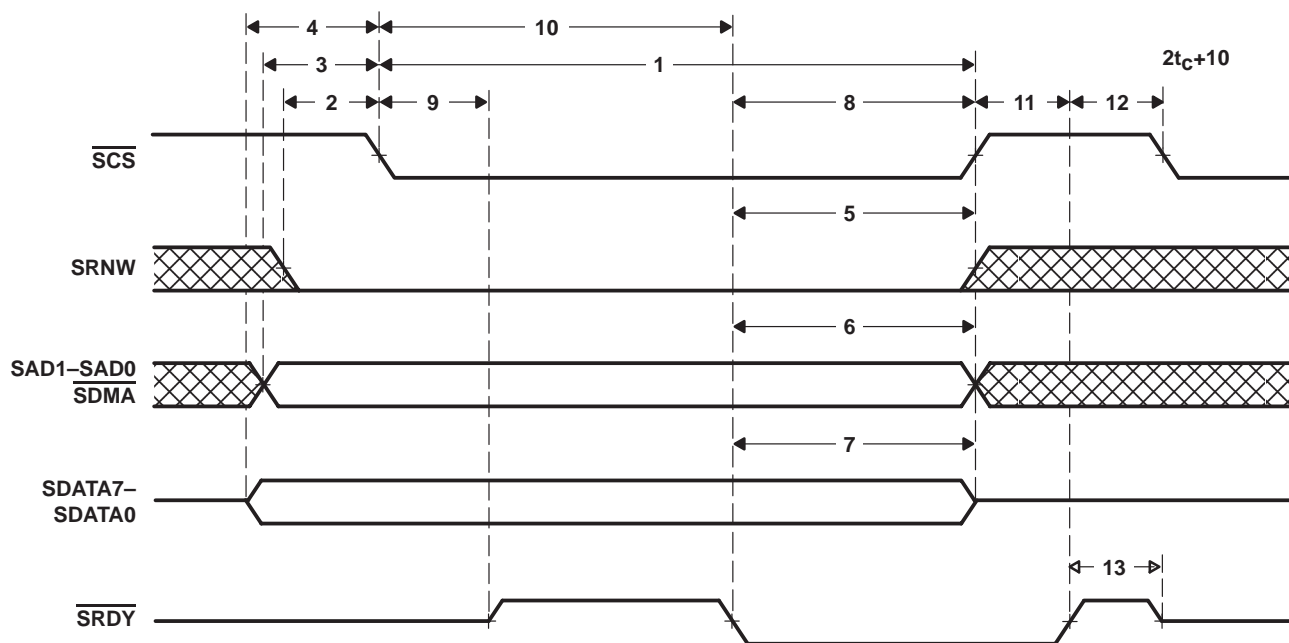 4
10
3
1
2tc+10
2
9
8
11
12
SCS
5
SRNW
6
SAD1–SAD0
SDMA
7
SDATA7–
SDATA0
13
SRDY